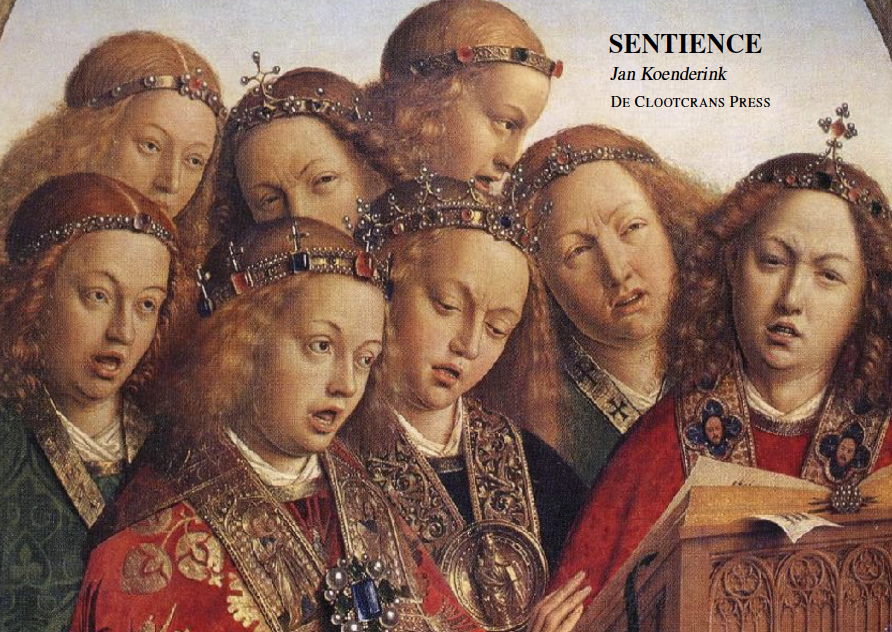 SENTIENCE
Jan Koenderink
De Clootcrans Press